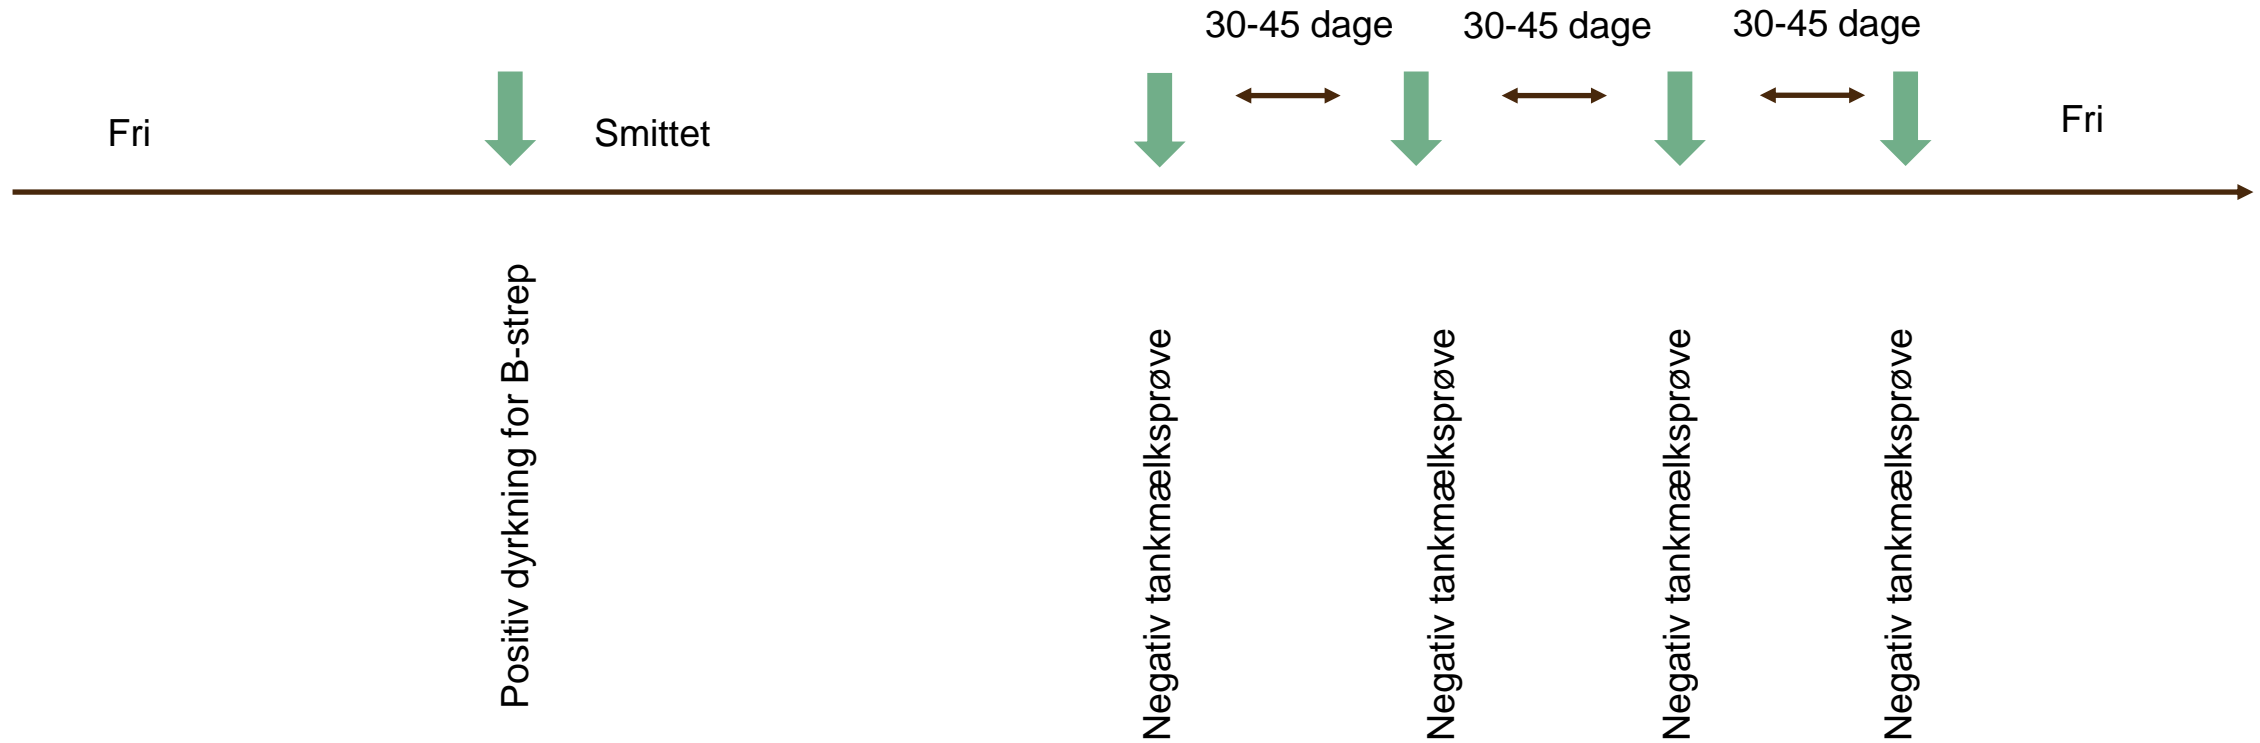 30-45 dage
30-45 dage
30-45 dage
Fri
Smittet
Fri
Positiv dyrkning for B-strep
Negativ tankmælksprøve
Negativ tankmælksprøve
Negativ tankmælksprøve
Negativ tankmælksprøve